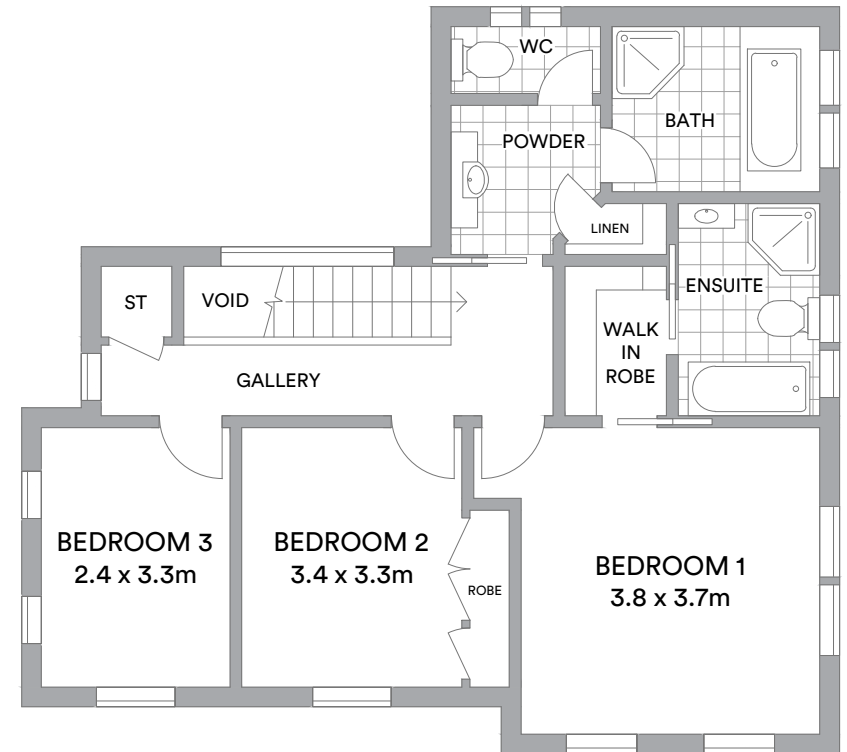 WC
BATH
POWDER
LINEN
ENSUITE
ST
VOID
WALK
IN
ROBE
GALLERY
BEDROOM 3
2.4 x 3.3m
BEDROOM 2
3.4 x 3.3m
ROBE
BEDROOM 1
3.8 x 3.7m